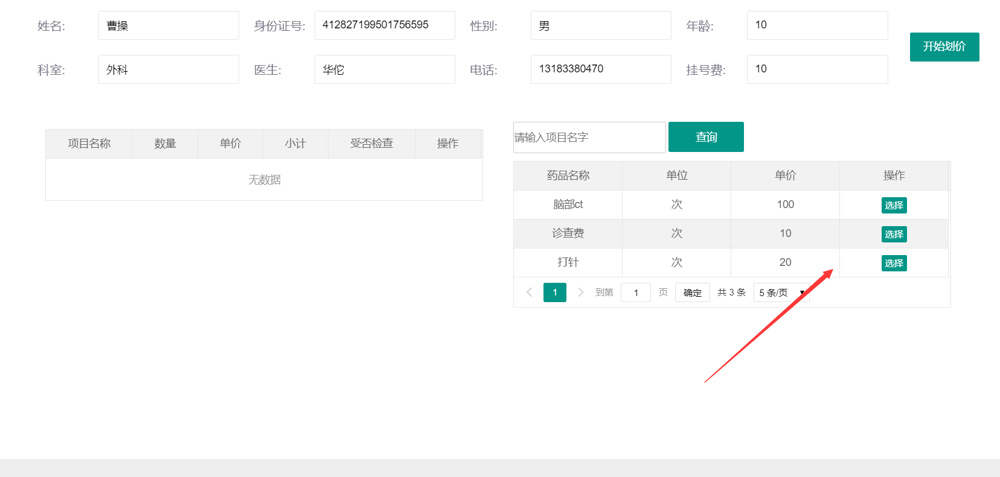 姓名: 曹操 身份证号: 412827199501756595 性别: 男 年龄: 10
开始划价
科室: 外科 医生: 华佗 电话: 13183380470 挂号费: 10
请输入项目名字 查询
项目名称 数量 单价 小计 受否检查 操作
无数据
药品名称 单位 单价 操作
脑部ct 次 100 选择
诊查费 次 10 选择
打针 次 20 选择
1 到第 1 页 确定 共 3 条 5 条/页